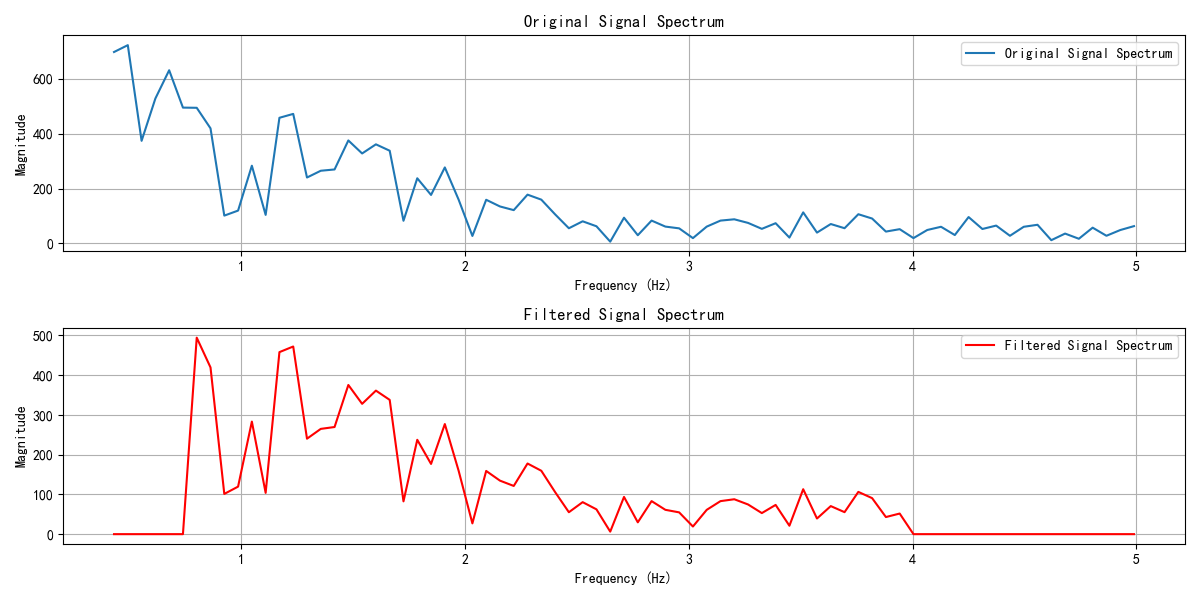 Original Signal Spectrum
Original Signal Spectrum
Magnitude
600
400
200
0
1 2 3 4 5
Frequency (Hz)
Filtered Signal Spectrum
Filtered Signal Spectrum
Magnitude
500
400
300
200
100
0
1 2 3 4 5
Frequency (Hz)